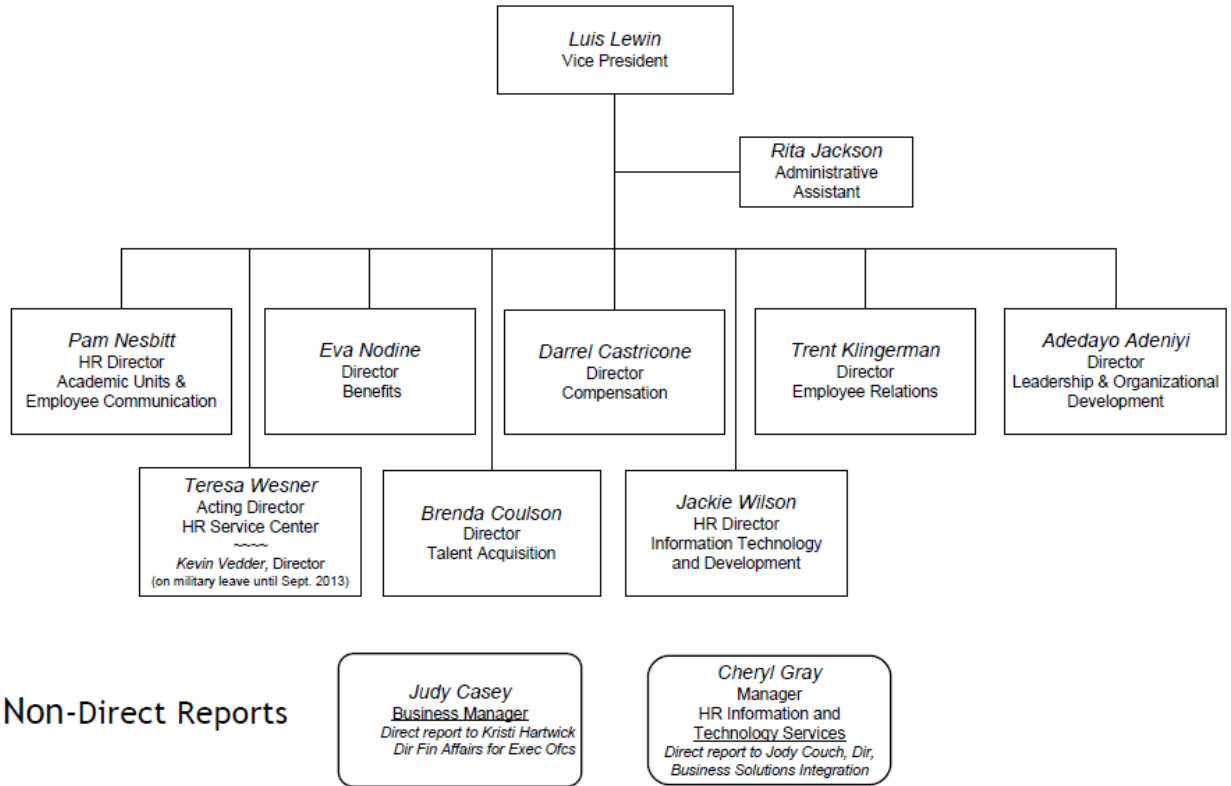 Luis Lewin
Vice President
Rita Jackson
Administrative
Assistant
Pam Nesbitt
HR Director
Academic Units &
Employee Communication
Eva Nodine
Director
Benefits
Darrel Castricone
Director
Compensation
Trent Klingerman
Director
Employee Relations
Adedayo Adeniyi
Director
Leadership & Organizational
Development
Teresa Wesner
Acting Director
HR Service Center
~~~~
Kevin Vedder, Director
(on military leave until Sept. 2013)
Brenda Coulson
Director
Talent Acquisition
Jackie Wilson
HR Director
Information Technology
and Development
Non-Direct Reports
Judy Casey
Business Manager
Direct report to Kristi Hartwick
Dir Fin Affairs for Exec Ofcs
Cheryl Gray
Manager
HR Information and
Technology Services
Direct report to Jody Couch, Dir,
Business Solutions Integration